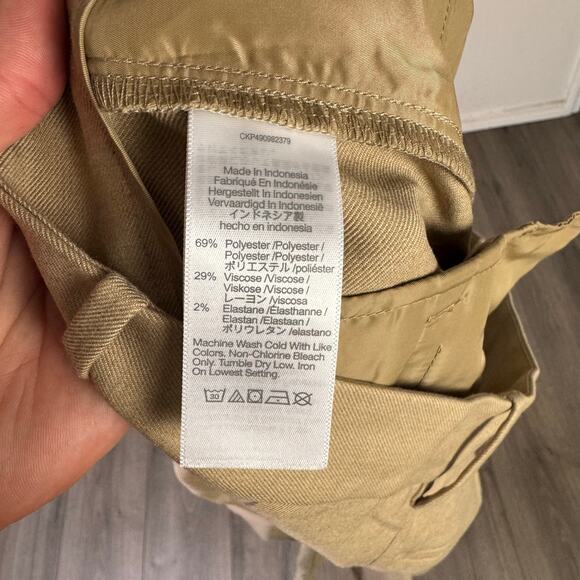 CKP490982379
Made In Indonesia
Fabriqué En Indonésie
Hergestellt In Indonesien
Vervaardigd In Indonesië
インドネシア製
hecho en indonesia
69% Polyester /Polyester /
Polyester /Polyester /
ポリエステル /poliéster
29% Viscose /Viscose /
Viskose /Viscose /
レーヨン /viscosa
2% Elastane /Élasthanne /
Elastan /Elastaan /
ポリウレタン /elastano
Machine Wash Cold With Like
Colors. Non-Chlorine Bleach
Only. Tumble Dry Low. Iron
On Lowest Setting.
30